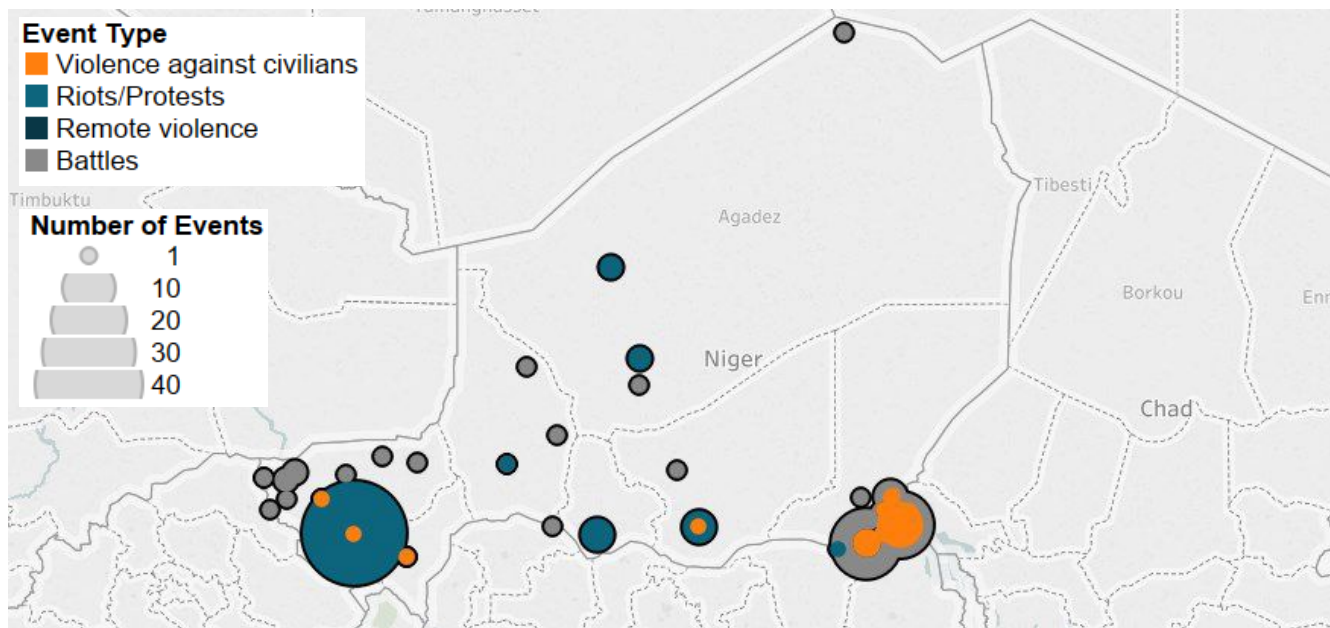 Tamanghasset
Event Type
Violence against civilians
Riots/Protests
Remote violence
Battles
Timbuktu
Tibesti
Number of Events
Agadez
1
10
20
30
40
Borkou
Niger
Chad